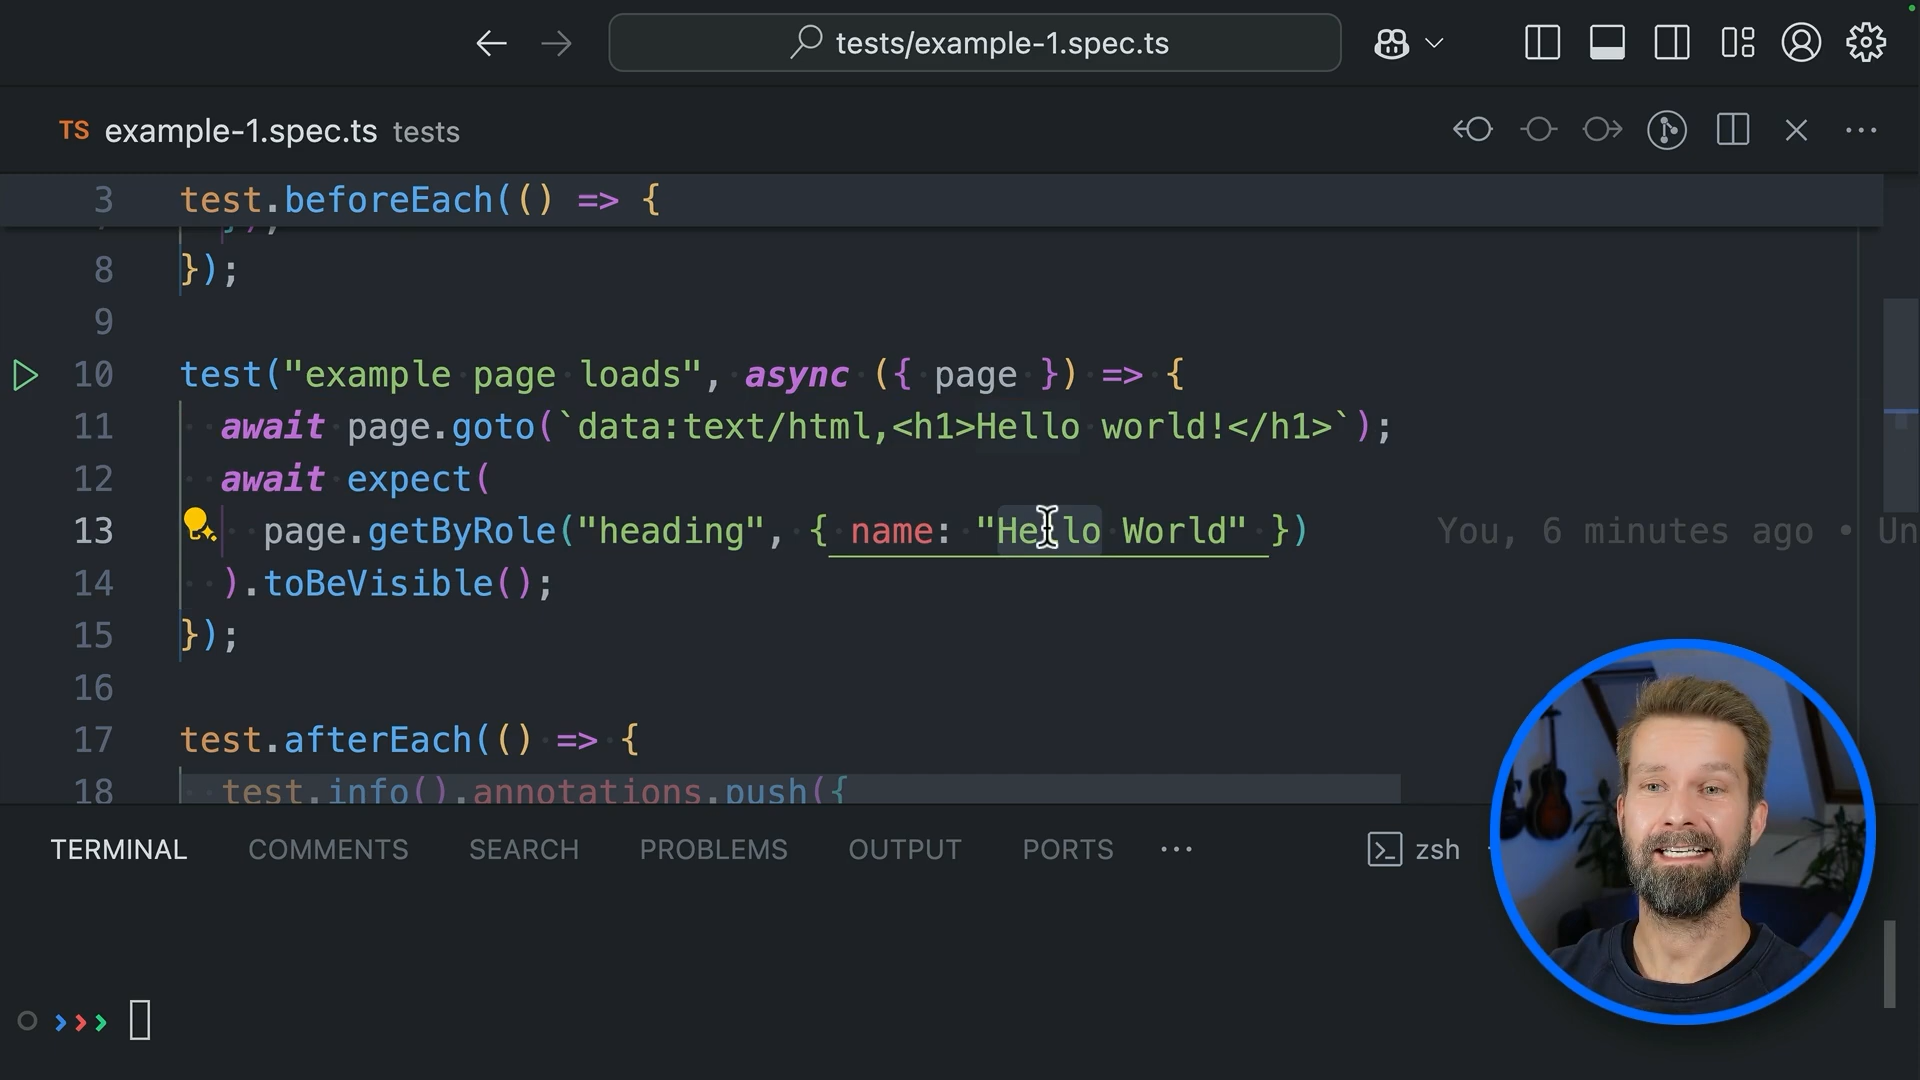 tests/example-1.spec.ts
TS example-1.spec.ts tests
3 test.beforeEach(() => {
8 });
9
10 test("example page loads", async ({ page }) => {
11 await page.goto(`data:text/html,<h1>Hello world!</h1>`);
12 await expect(
13 page.getByRole("heading", { name: "Hello World" }) You, 6 minutes ago • Un
14 ).toBeVisible();
15 });
16
17 test.afterEach(() => {
18 test.info().annotations.push({
TERMINAL COMMENTS SEARCH PROBLEMS OUTPUT PORTS ··· zsh